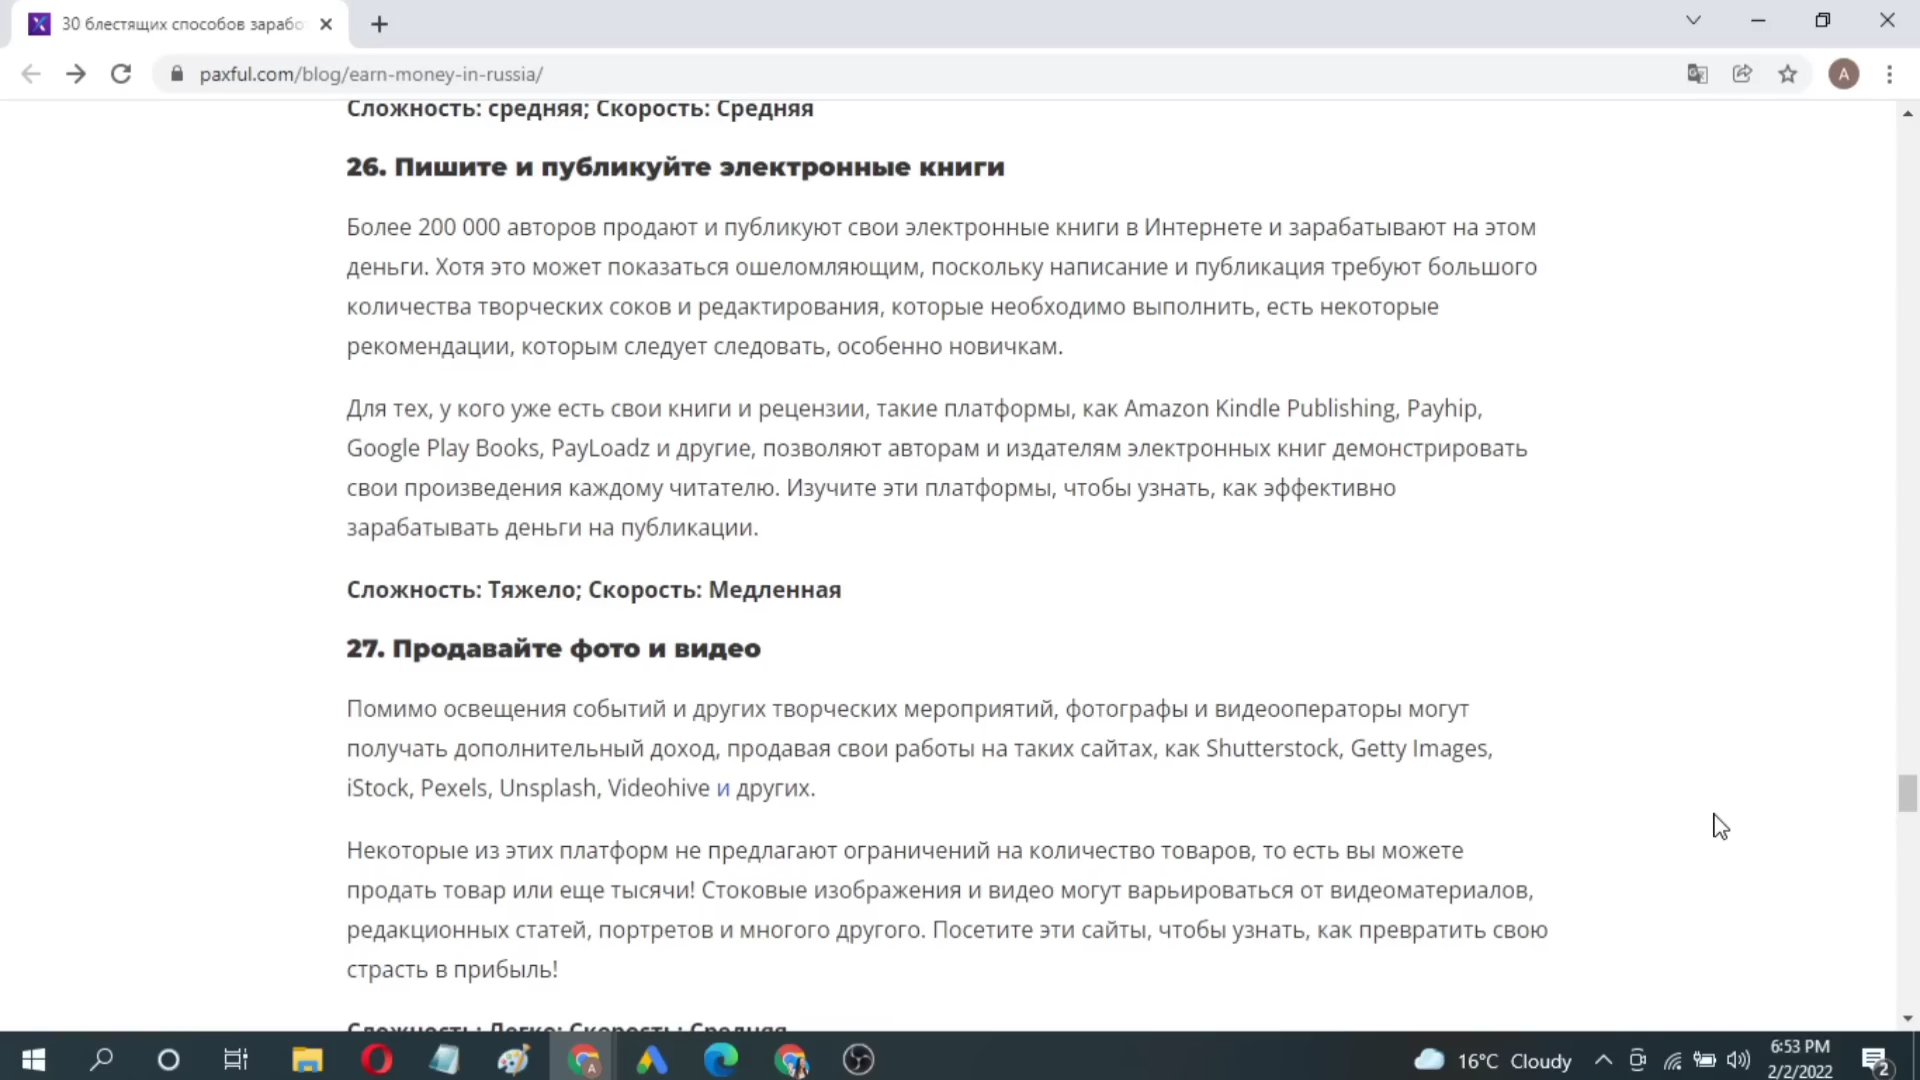 30 блестящих способов зарабо
paxful.com/blog/earn-money-in-russia/
A
Сложность: средняя; Скорость: Средняя
26. Пишите и публикуйте электронные книги
Более 200 000 авторов продают и публикуют свои электронные книги в Интернете и зарабатывают на этом
деньги. Хотя это может показаться ошеломляющим, поскольку написание и публикация требуют большого
количества творческих соков и редактирования, которые необходимо выполнить, есть некоторые
рекомендации, которым следует следовать, особенно новичкам.
Для тех, у кого уже есть свои книги и рецензии, такие платформы, как Amazon Kindle Publishing, Payhip,
Google Play Books, PayLoadz и другие, позволяют авторам и издателям электронных книг демонстрировать
свои произведения каждому читателю. Изучите эти платформы, чтобы узнать, как эффективно
зарабатывать деньги на публикации.
Сложность: Тяжело; Скорость: Медленная
27. Продавайте фото и видео
Помимо освещения событий и других творческих мероприятий, фотографы и видеооператоры могут
получать дополнительный доход, продавая свои работы на таких сайтах, как Shutterstock, Getty Images,
iStock, Pexels, Unsplash, Videohive и других.
Некоторые из этих платформ не предлагают ограничений на количество товаров, то есть вы можете
продать товар или еще тысячи! Стоковые изображения и видео могут варьироваться от видеоматериалов,
редакционных статей, портретов и многого другого. Посетите эти сайты, чтобы узнать, как превратить свою
страсть в прибыль!
Сложность: Легко; Скорость: Средняя
16°C Cloudy
6:53 PM
2/2/2022
2